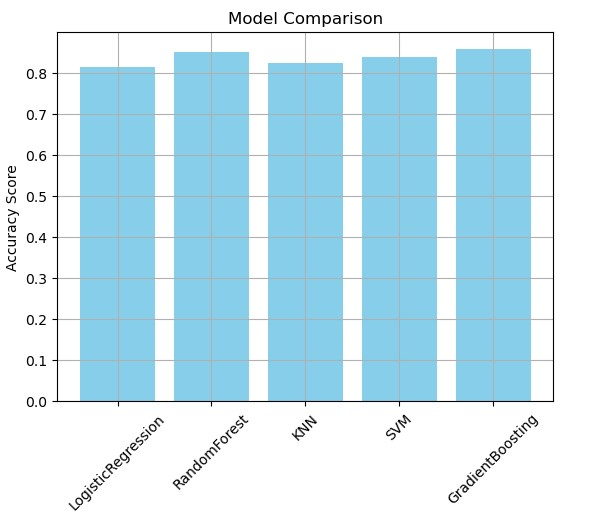 Model Comparison
Accuracy Score
0.8
0.7
0.6
0.5
0.4
0.3
0.2
0.1
0.0
LogisticRegression
RandomForest
KNN
SVM
GradientBoosting